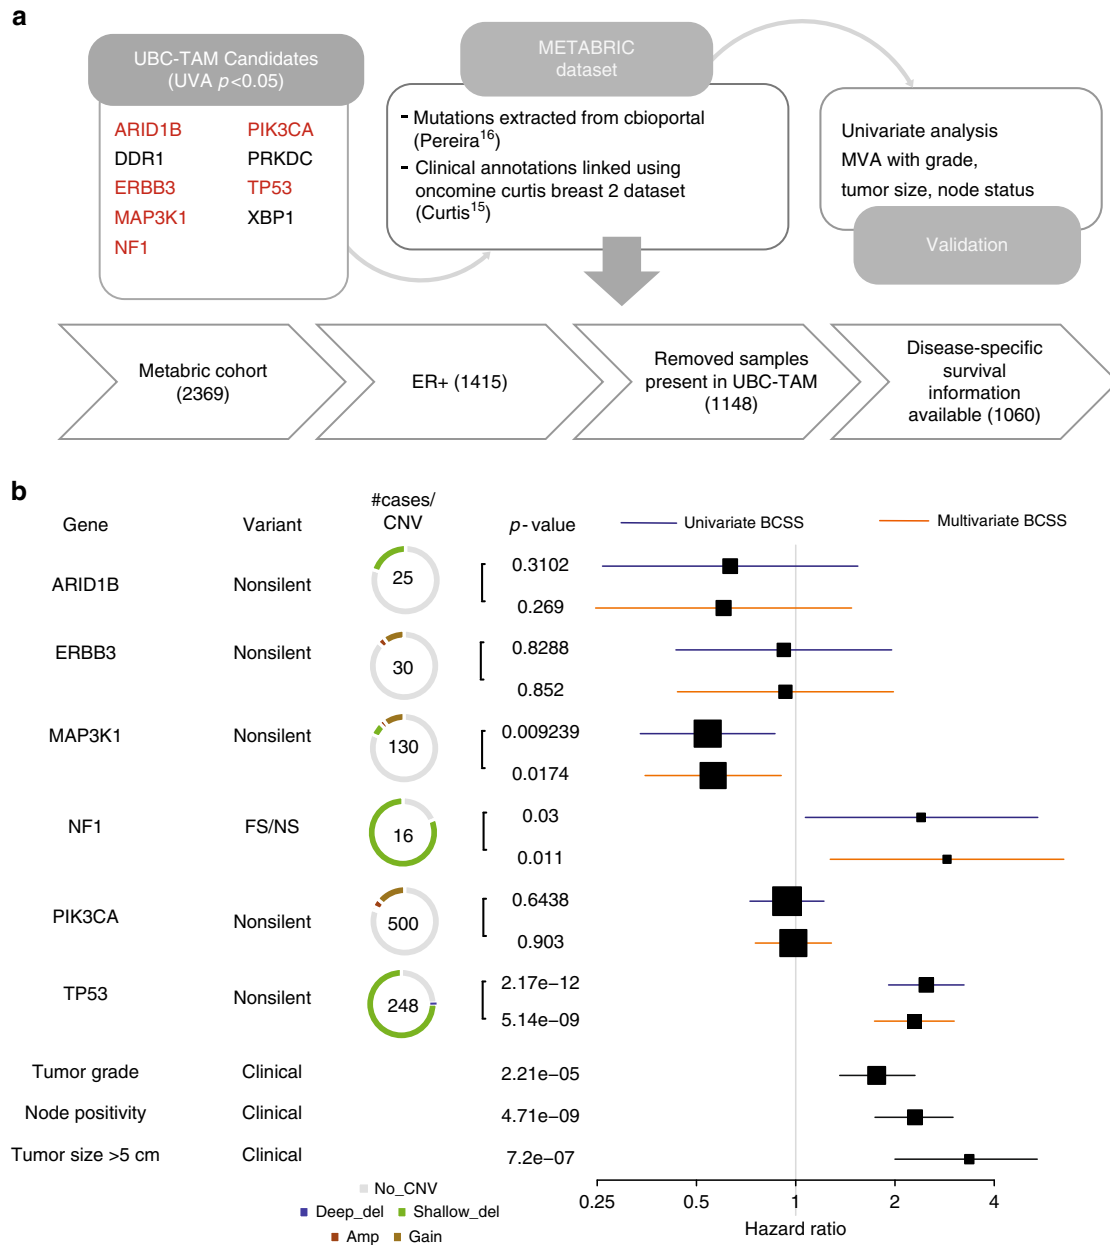 a
UBC-TAM Candidates
(UVA p<0.05)
ARID1B
PIK3CA
DDR1
PRKDC
ERBB3
TP53
MAP3K1
XBP1
NF1
METABRIC
dataset
- Mutations extracted from cbioportal
(Pereira16)
- Clinical annotations linked using
oncomine curtis breast 2 dataset
(Curtis15)
Univariate analysis
MVA with grade,
tumor size, node status
Validation
Metabric cohort
(2369)
ER+ (1415)
Removed samples
present in UBC-TAM
(1148)
Disease-specific
survival
information
available (1060)
b
Gene
Variant
#cases/
CNV
p-value
Univariate BCSS
Multivariate BCSS
ARID1B
Nonsilent
25
0.3102
0.269
ERBB3
Nonsilent
30
0.8288
0.852
MAP3K1
Nonsilent
130
0.009239
0.0174
NF1
FS/NS
16
0.03
0.011
PIK3CA
Nonsilent
500
0.6438
0.903
TP53
Nonsilent
248
2.17e−12
5.14e−09
Tumor grade
Clinical
2.21e−05
Node positivity
Clinical
4.71e−09
Tumor size >5 cm
Clinical
7.2e−07
No_CNV
Deep_del
Shallow_del
Amp
Gain
0.25
0.5
1
2
4
Hazard ratio